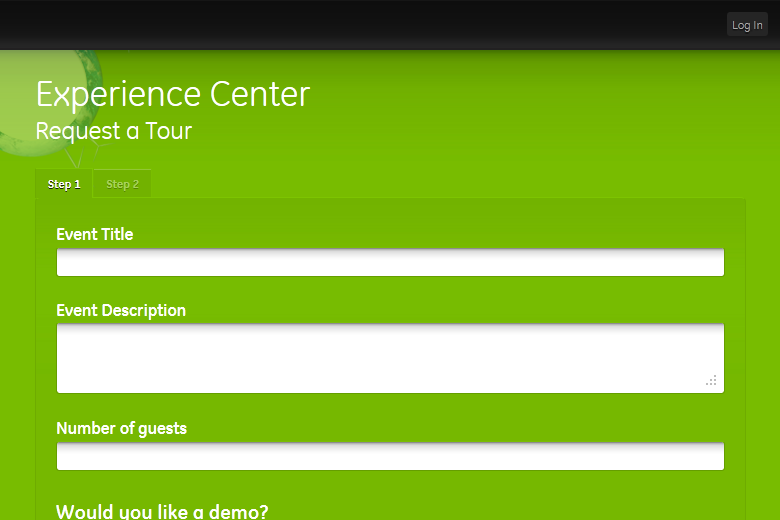 Log In
Experience Center
Request a Tour
Step 1 Step 2
Event Title
Event Description
Number of guests
Would you like a demo?